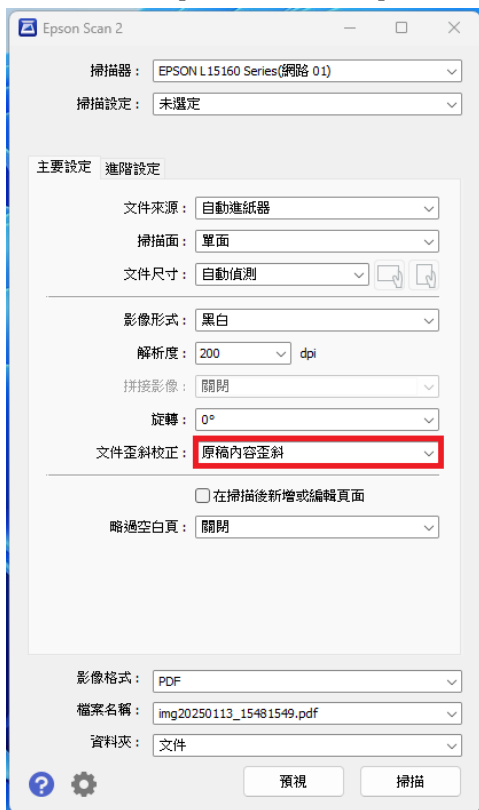 Epson Scan 2
掃描器： EPSON L15160 Series(網路 01)
掃描設定： 未選定
主要設定 進階設定
文件來源： 自動進紙器
掃描面： 單面
文件尺寸： 自動偵測
影像形式： 黑白
解析度： 200 dpi
拼接影像： 關閉
旋轉： 0°
文件歪斜校正： 原稿內容歪斜
在掃描後新增或編輯頁面
略過空白頁： 關閉
影像格式： PDF
檔案名稱： img20250113_15481549.pdf
資料夾： 文件
? 預視 掃描